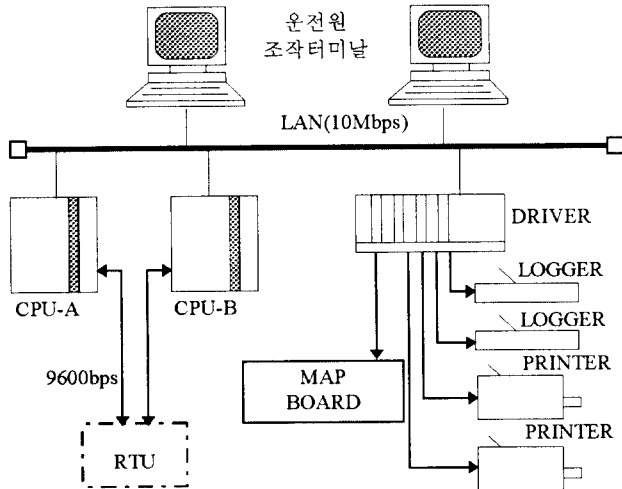 운전원
조작터미날
LAN(10Mbps)
DRIVER
CPU-A
CPU-B
LOGGER
LOGGER
9600bps
MAP
BOARD
PRINTER
PRINTER
RTU